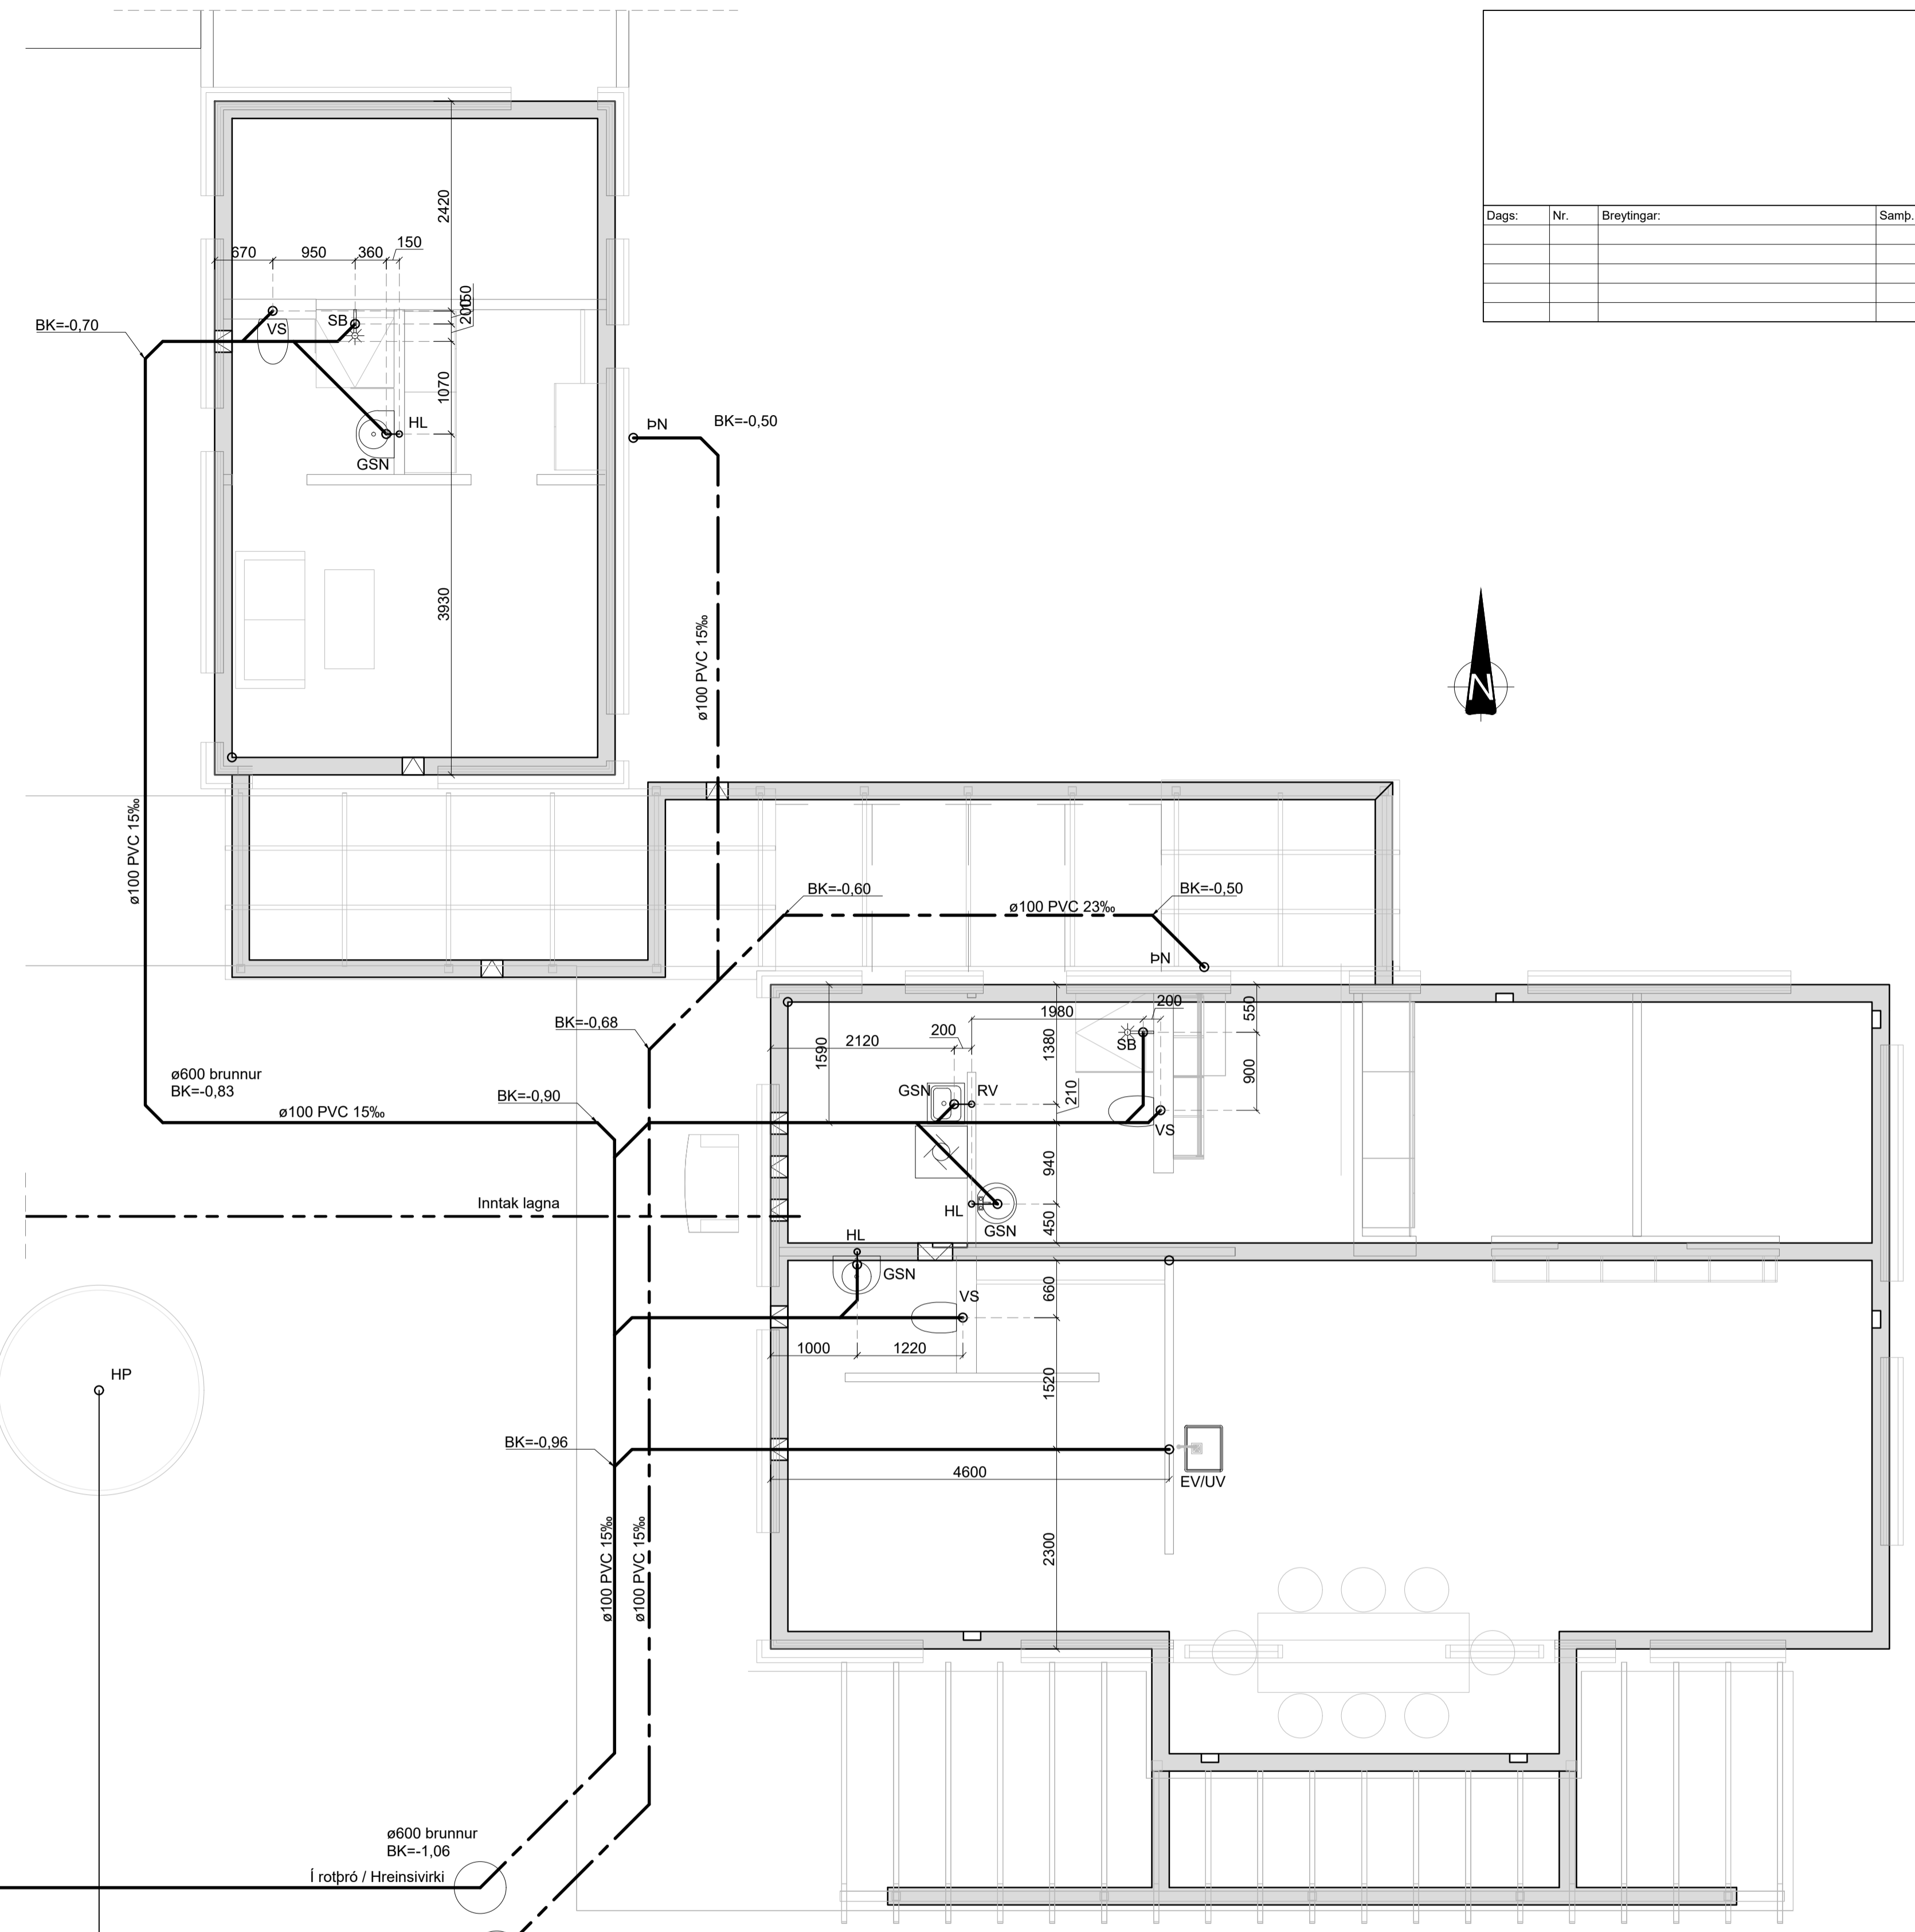 Dags:
Nr.
Breytingar:
Samþ.
2420
670
950
360
150
150
200
BK=-0,70
VS
SB
1070
HL
GSN
ÞN
BK=-0,50
3930
ø100 PVC 15‰
N
ø100 PVC 15‰
BK=-0,60
BK=-0,50
ø100 PVC 23‰
ÞN
BK=-0,68
1980
200
550
2120
200
1590
1380
SB
900
ø600 brunnur
BK=-0,83
BK=-0,90
ø100 PVC 15‰
GSN
RV
210
VS
940
Inntak lagna
HL
GSN
450
HL
GSN
VS
660
1000
1220
HP
1520
BK=-0,96
4600
EV/UV
ø100 PVC 15‰
ø100 PVC 15‰
2300
ø600 brunnur
BK=-1,06
Í rotþró / Hreinsivirki